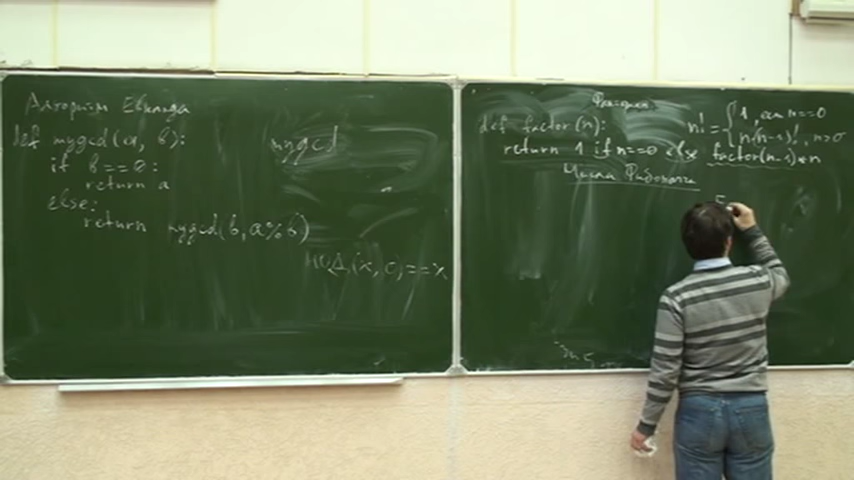 Алгоритм Евклида
def mygcd(a, b):
if b==0:
return a
else:
return mygcd(b, a%b)
mygcd
НОД(x, 0)==x
Факториал
def factor(n):
return 1 if n==0 else factor(n-1)*n
n! = { 1, если n==0
n(n-1)!, n>0
Числа Фибоначчи